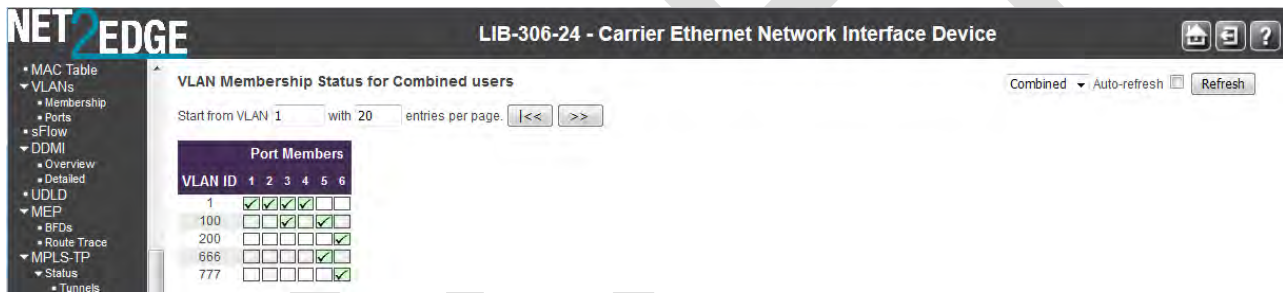 NET2EDGE
LIB-306-24 - Carrier Ethernet Network Interface Device
?
• MAC Table
▼VLANs
▪ Membership
▪ Ports
• sFlow
▼DDMI
▪ Overview
▪ Detailed
• UDLD
▼MEP
▪ BFDs
▪ Route Trace
▼MPLS-TP
▼ Status
▪ Tunnels
VLAN Membership Status for Combined users
Combined Auto-refresh Refresh
Start from VLAN 1 with 20 entries per page. |<< >>
Port Members
VLAN ID 1 2 3 4 5 6
1
100
200
666
777